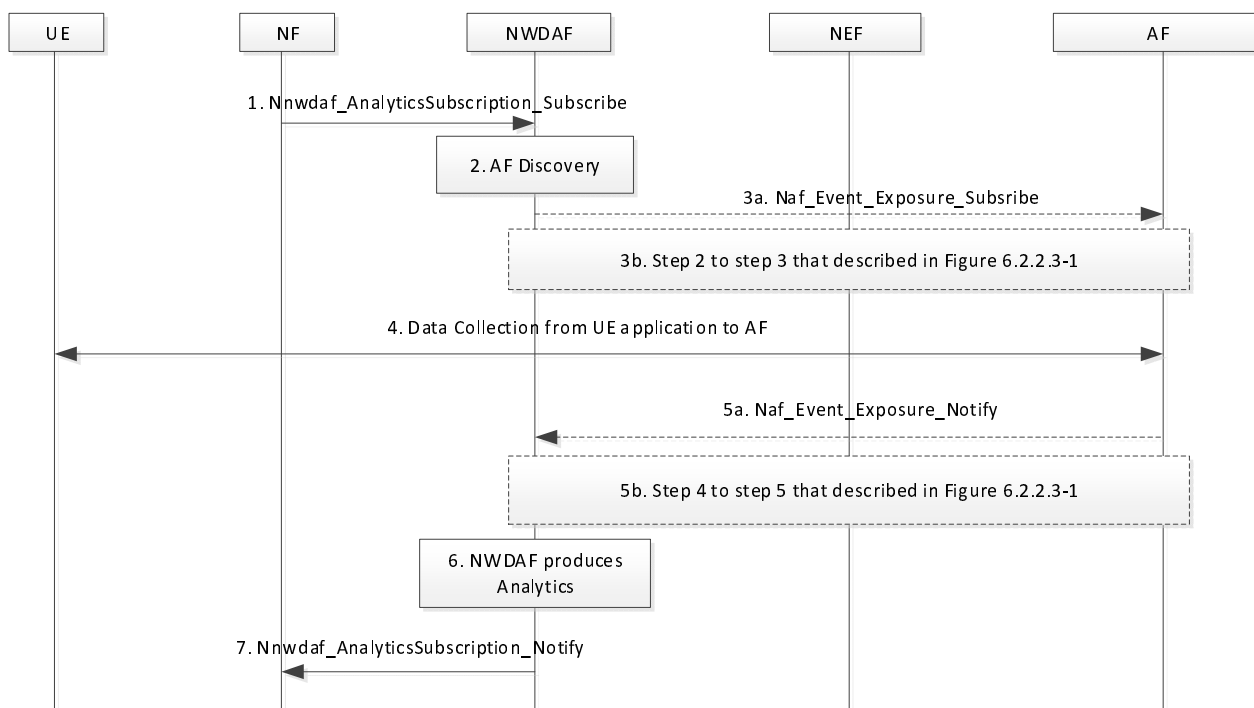 UE
NF
NWDAF
NEF
AF
1. Nnwdaf_AnalyticsSubscription_Subscribe
2. AF Discovery
3a. Naf_Event_Exposure_Subsribe
3b. Step 2 to step 3 that described in Figure 6.2.2.3-1
4. Data Collection from UE application to AF
5a. Naf_Event_Exposure_Notify
5b. Step 4 to step 5 that described in Figure 6.2.2.3-1
6. NWDAF produces
Analytics
7. Nnwdaf_AnalyticsSubscription_Notify